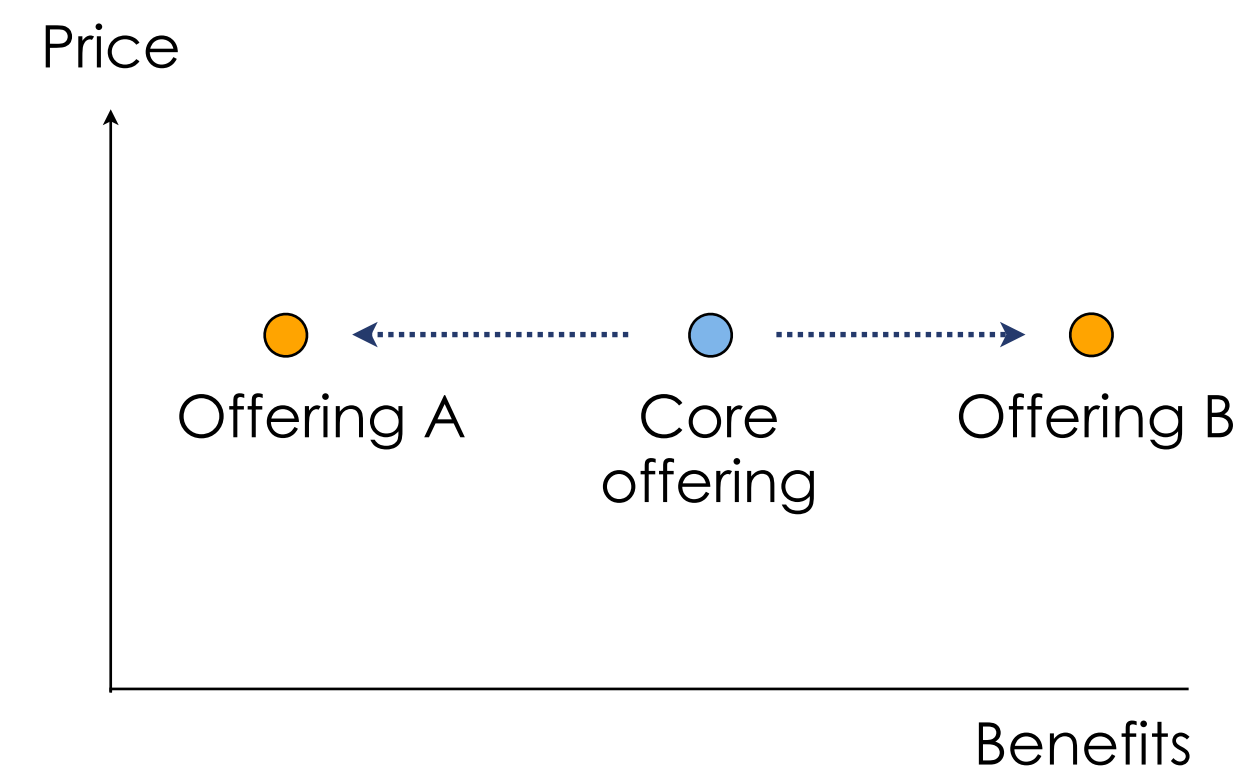 Price
Offering A
Core
offering
Offering B
Benefits